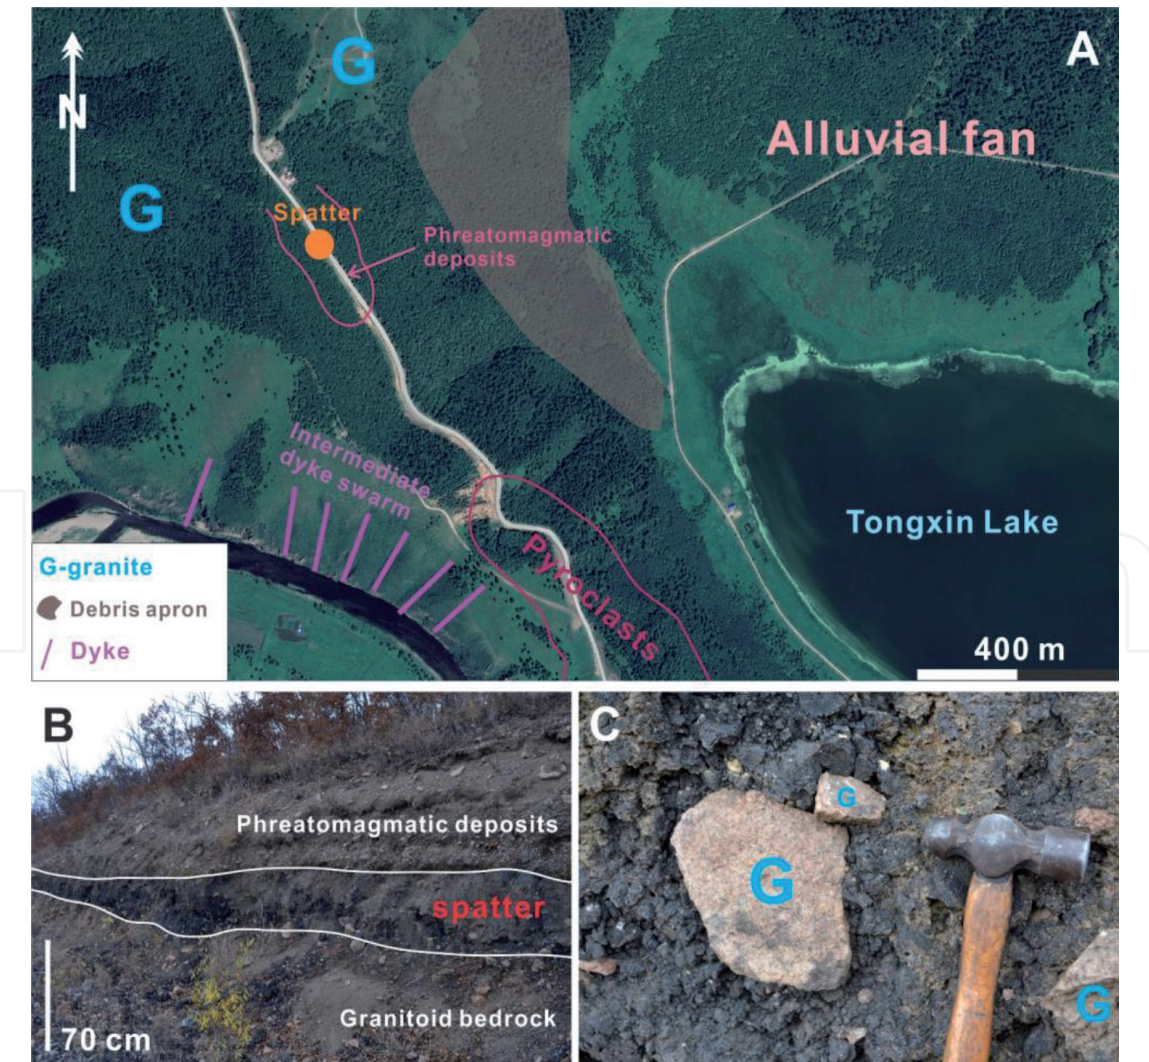 A
G
N
Alluvial fan
G
Spatter
Phreatomagmatic
deposits
Intermediate
dyke swarm
Tongxin Lake
Pyroclasts
G-granite
Debris apron
Dyke
400 m
B
Phreatomagmatic deposits
spatter
Granitoid bedrock
70 cm
C
G
G
G